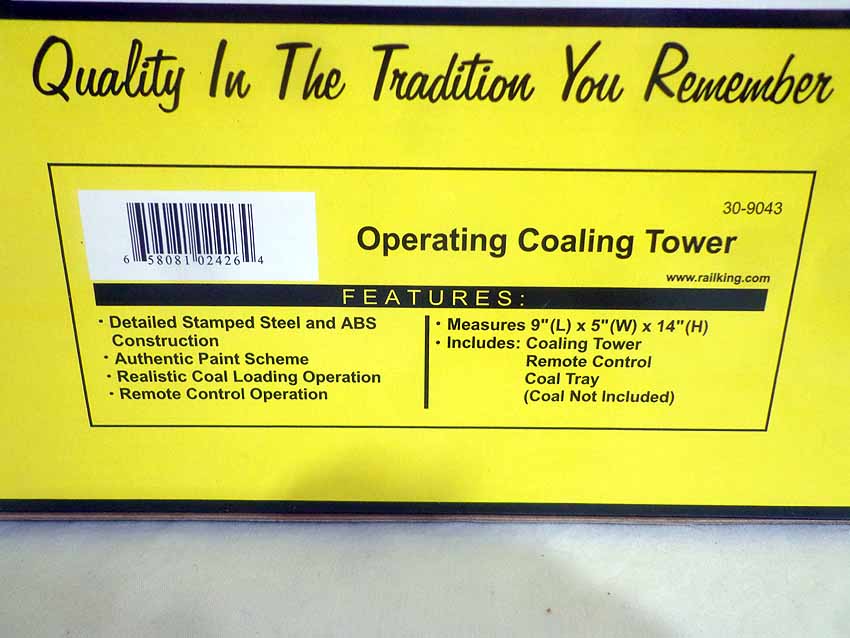 Quality In The Tradition You Remember
30-9043
6 58081 02426 4
Operating Coaling Tower
www.railking.com
FEATURES:
· Detailed Stamped Steel and ABS
Construction
· Authentic Paint Scheme
· Realistic Coal Loading Operation
· Remote Control Operation
· Measures 9"(L) x 5"(W) x 14"(H)
· Includes: Coaling Tower
Remote Control
Coal Tray
(Coal Not Included)